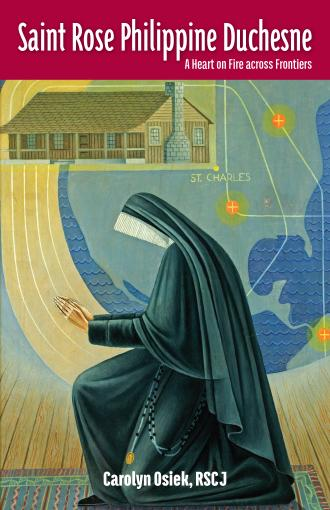 Saint Rose Philippine Duchesne
A Heart on Fire across Frontiers
ST. CHARLES
Carolyn Osiek, RSCJ